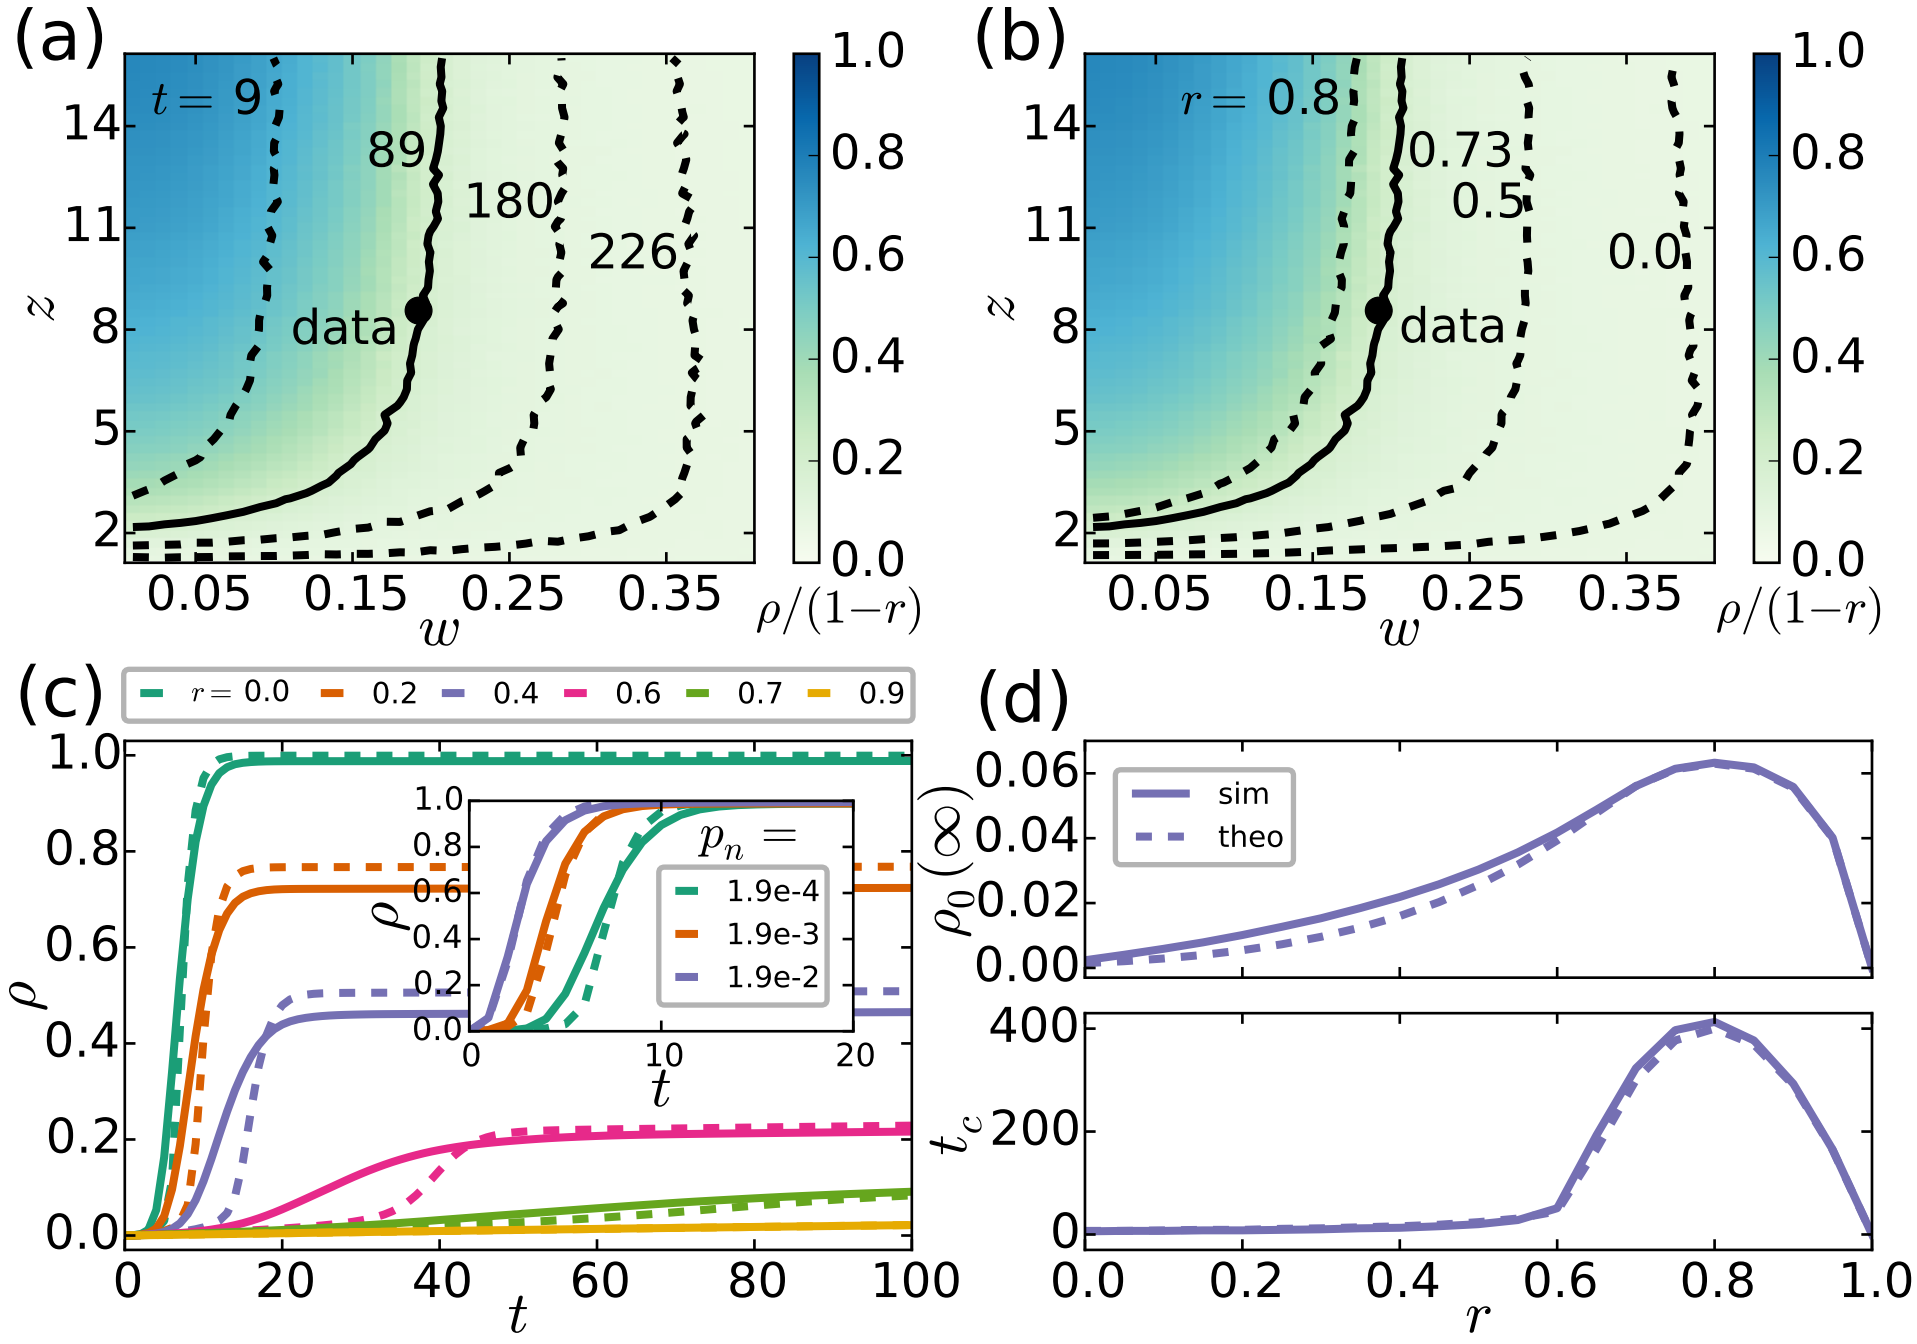 (a)
t = 9
89
180
226
data
14
11
8
5
2
z
0.05 0.15 0.25 0.35
w
1.0
0.8
0.6
0.4
0.2
0.0
ρ/(1−r)
(b)
r = 0.8
0.73
0.5
0.0
data
14
11
8
5
2
z
0.05 0.15 0.25 0.35
w
1.0
0.8
0.6
0.4
0.2
0.0
ρ/(1−r)
(c)
r = 0.0 0.2 0.4 0.6 0.7 0.9
1.0
0.8
0.6
0.4
0.2
0.0
ρ
0 20 40 60 80 100
t
1.0
0.8
0.6
0.4
0.2
0.0
ρ
0 10 20
t
pₙ =
1.9e-4
1.9e-3
1.9e-2
(d)
0.06
0.04
0.02
0.00
ρ₀(∞)
sim
theo
400
200
0
t_c
0.0 0.2 0.4 0.6 0.8 1.0
r